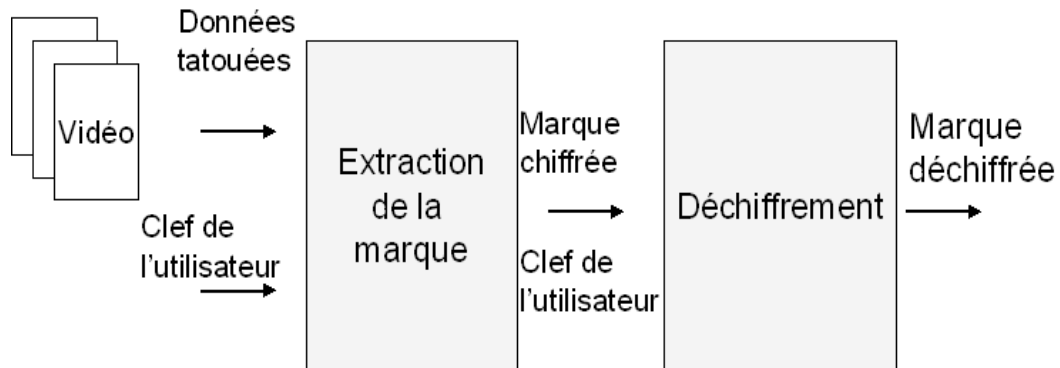 Données
tatouées
Vidéo
Clef de
l'utilisateur
Extraction
de la
marque
Marque
chiffrée
Clef de
l'utilisateur
Déchiffrement
Marque
déchiffrée